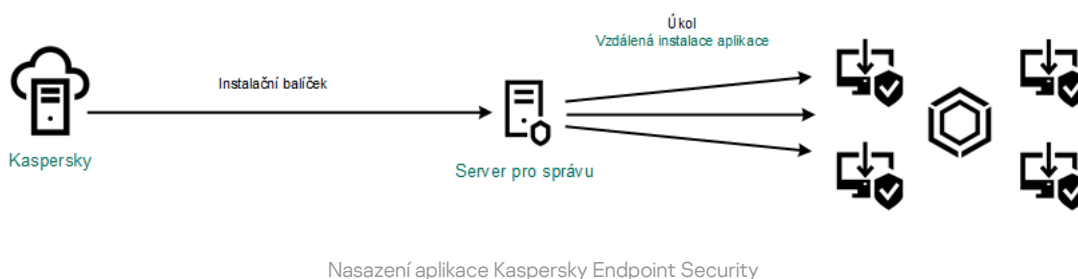 Úkol
Vzdálená instalace aplikace
Instalační balíček
Kaspersky
Server pro správu
Nasazení aplikace Kaspersky Endpoint Security